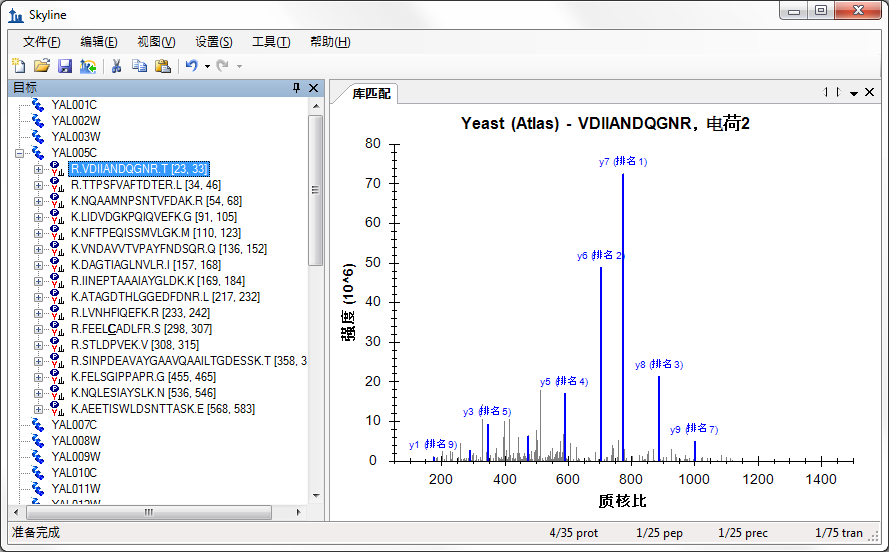 Skyline
文件(F) 编辑(E) 视图(V) 设置(S) 工具(T) 帮助(H)
目标
YAL001C
YAL002W
YAL003W
YAL005C
R.VDIIANDQGNR.T [23, 33]
R.TTPSFVAFTDTER.L [34, 46]
K.NQAAMNPSNTVFDAK.R [54, 68]
K.LIDVDGKPQIQVEFK.G [91, 105]
K.NFTPEQISSMVLGK.M [110, 123]
K.VNDAVVTVPAYFNDSQR.Q [136, 152]
K.DAGTIAGLNVLR.I [157, 168]
R.IINEPTAAAIAYGLDK.K [169, 184]
K.ATAGDTHLGGEDFDNR.L [217, 232]
R.LVNHFIQEFK.R [233, 242]
R.FEELCADLFR.S [298, 307]
R.STLDPVEK.V [308, 315]
R.SINPDEAVAYGAAVQAAILTGDESSK.T [358, 3
K.FELSGIPPAPR.G [455, 465]
K.NQLESIAYSLK.N [536, 546]
K.AEETISWLDSNTTASK.E [568, 583]
YAL007C
YAL008W
YAL009W
YAL010C
YAL011W
库匹配
Yeast (Atlas) - VDIIANDQGNR, 电荷2
80
70
60
50
40
30
20
10
0
强度 (10^6)
y7 (排名 1)
y6 (排名 2)
y8 (排名 3)
y5 (排名 4)
y3 (排名 5)
y9 (排名 7)
y1 (排名 9)
200 400 600 800 1000 1200 1400
质核比
准备完成 4/35 prot 1/25 pep 1/25 prec 1/75 tran